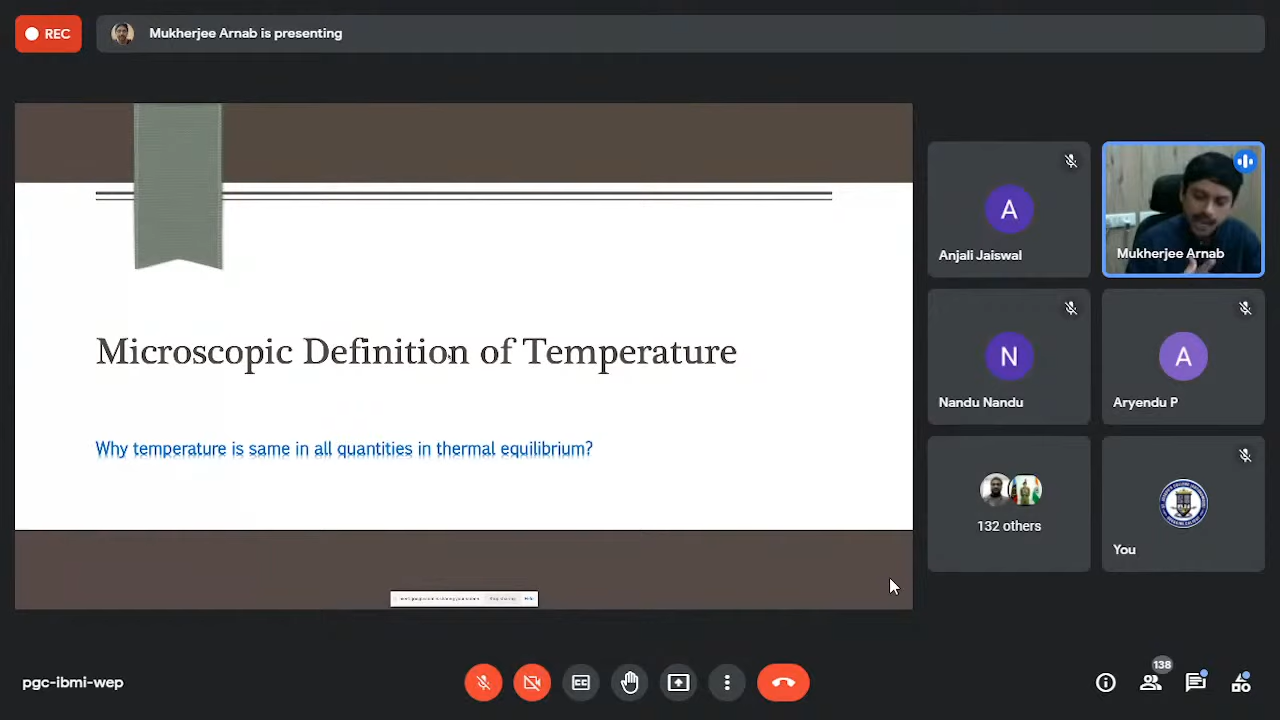 REC
Mukherjee Arnab is presenting
Microscopic Definition of Temperature
Why temperature is same in all quantities in thermal equilibrium?
A
Anjali Jaiswal
Mukherjee Arnab
N
Nandu Nandu
A
Aryendu P
132 others
You
pgc-ibmi-wep
CC
138